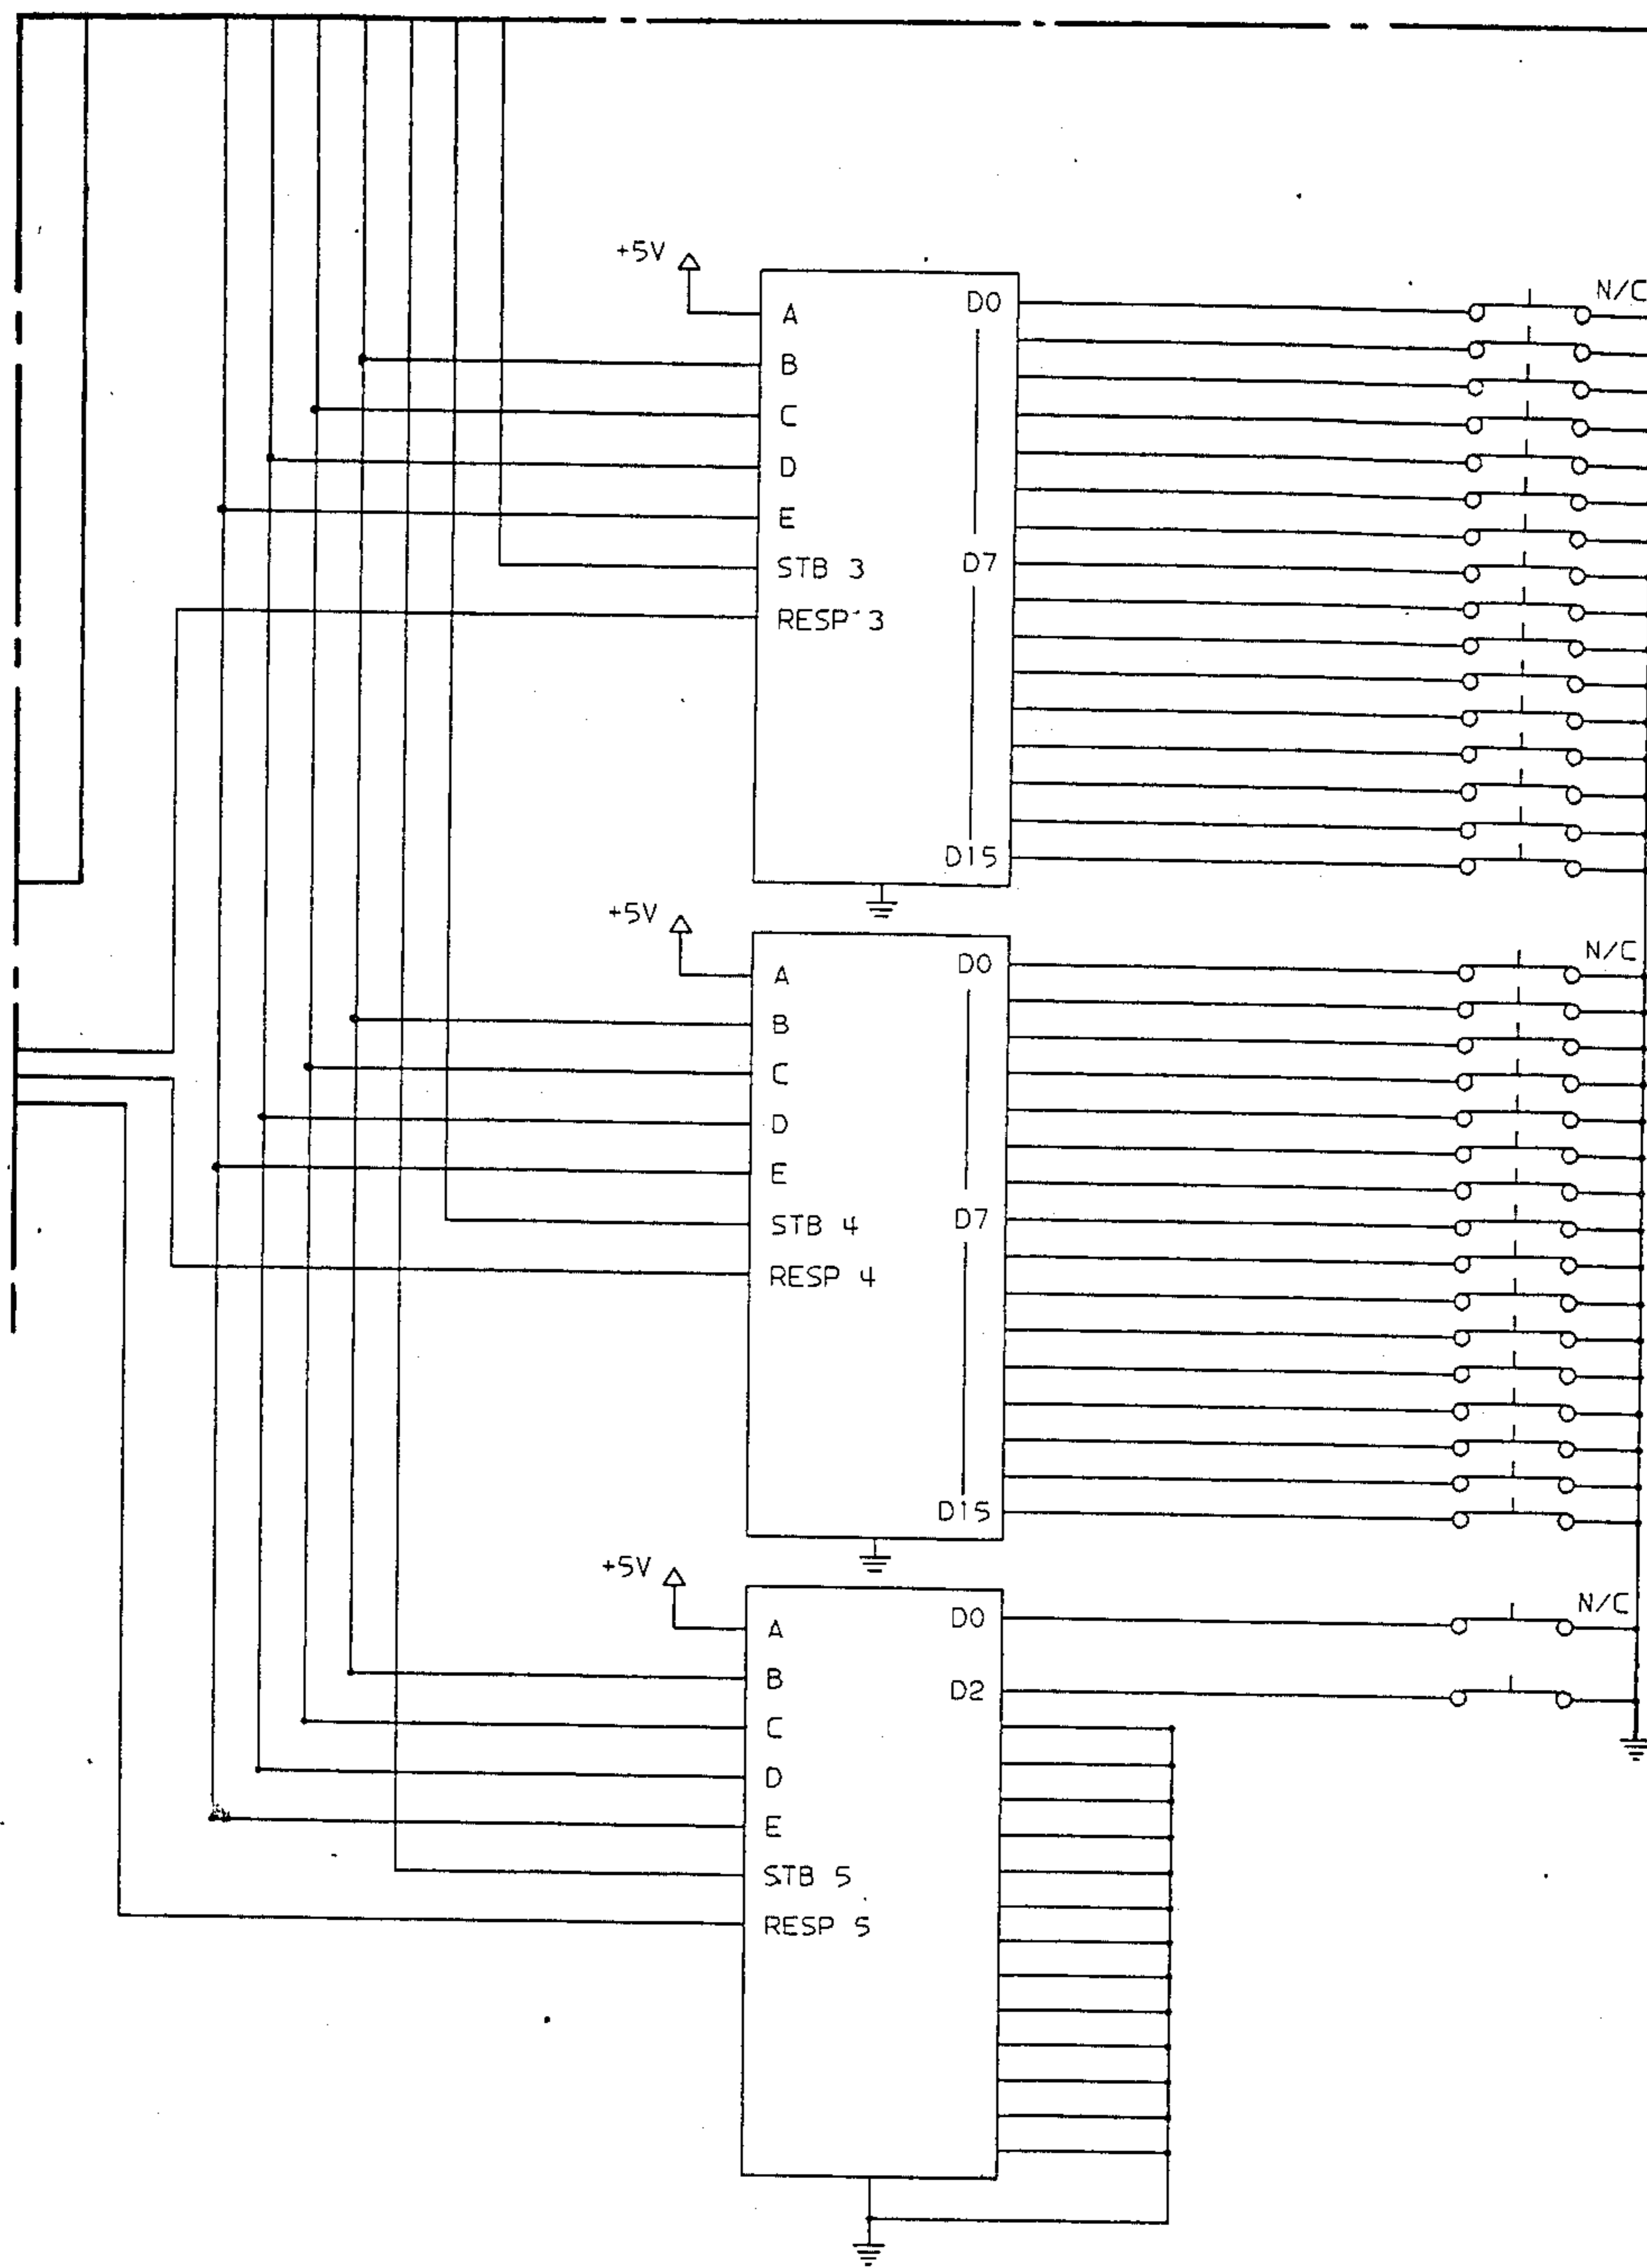 +5V
N/C
A
D0
B
C
D
E
STB 3
D7
RESP 3
D15
+5V
N/C
A
D0
B
C
D
E
STB 4
D7
RESP 4
D15
+5V
N/C
A
D0
B
D2
C
D
E
STB 5
RESP 5